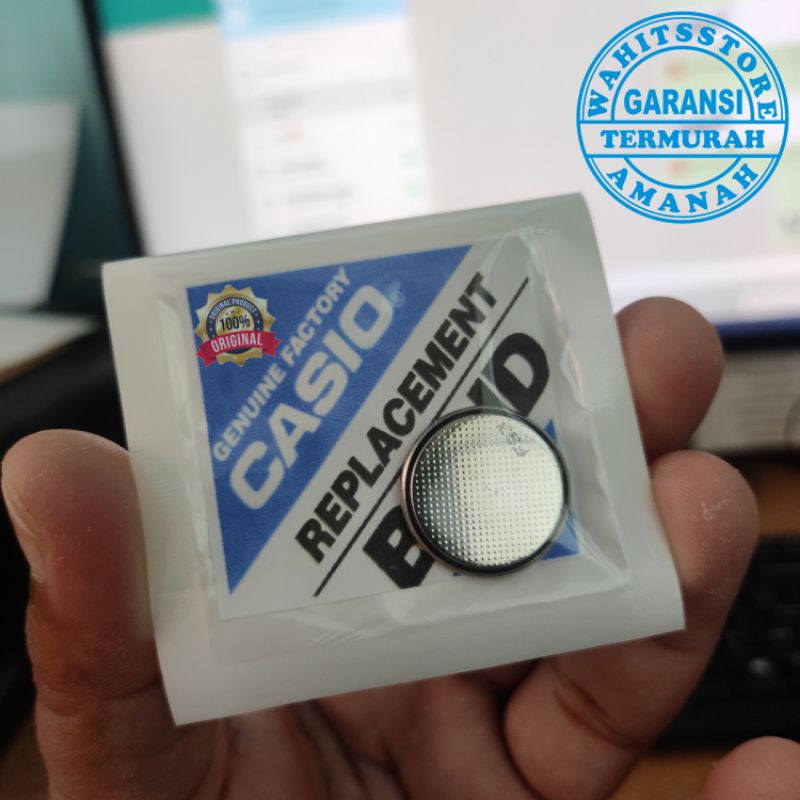 WAHITSSTORE
GARANSI
TERMURAH
AMANAH
ORIGINAL PRODUCT
100%
ORIGINAL
GENUINE FACTORY
CASIO®
REPLACEMENT